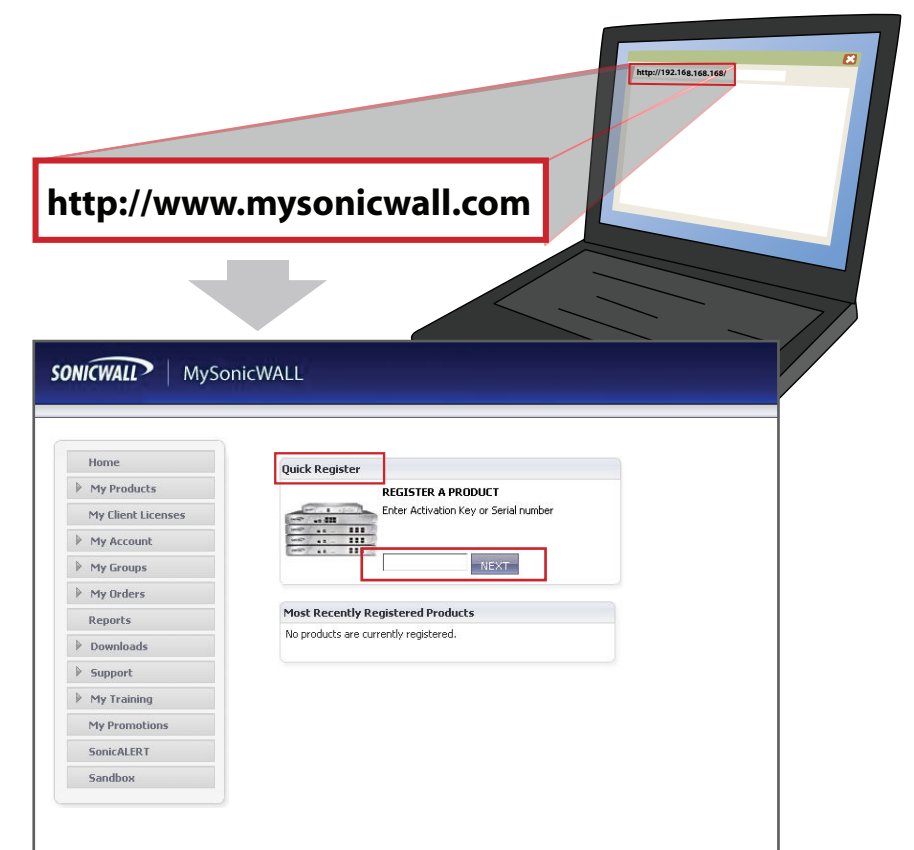 http://192.168.168.168/
http://www.mysonicwall.com
SONICWALL | MySonicWALL
Home
My Products
My Client Licenses
My Account
My Groups
My Orders
Reports
Downloads
Support
My Training
My Promotions
SonicALERT
Sandbox
Quick Register
REGISTER A PRODUCT
Enter Activation Key or Serial number
NEXT
Most Recently Registered Products
No products are currently registered.